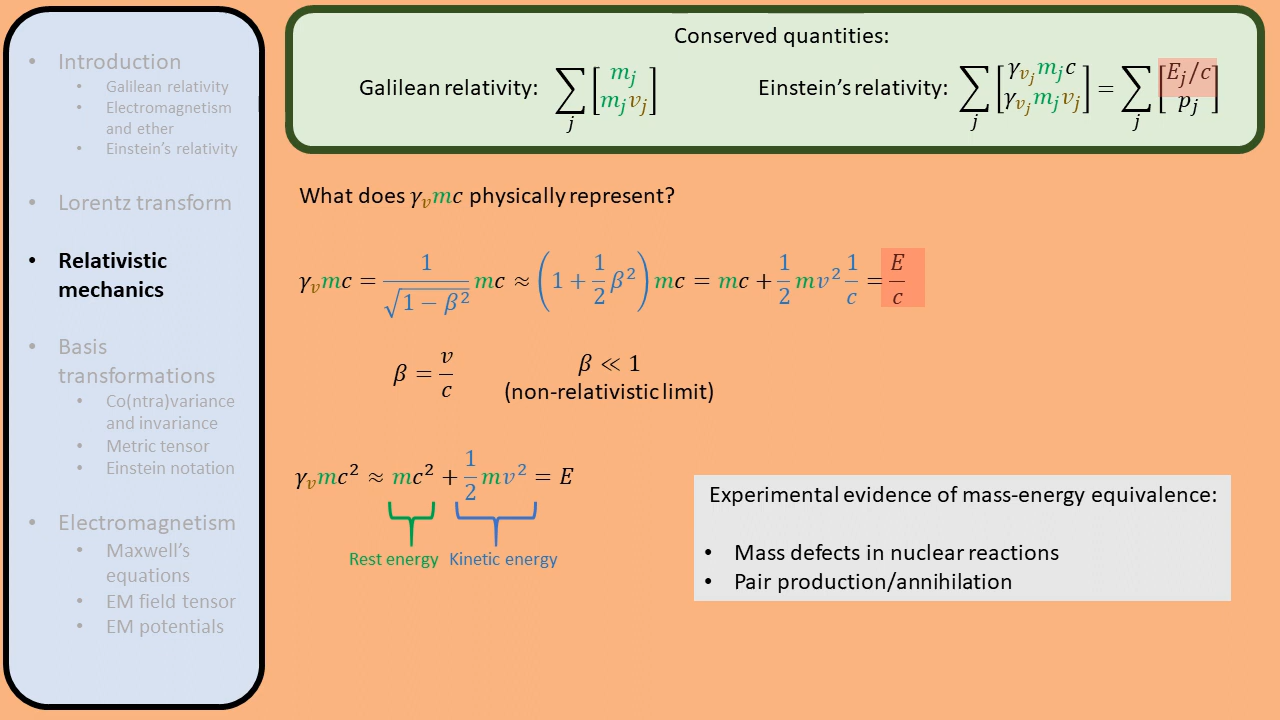 • Introduction
• Galilean relativity
• Electromagnetism
and ether
• Einstein's relativity
• Lorentz transform
• Relativistic
mechanics
• Basis
transformations
• Co(ntra)variance
and invariance
• Metric tensor
• Einstein notation
• Electromagnetism
• Maxwell's
equations
• EM field tensor
• EM potentials
Conserved quantities:
Galilean relativity: ∑_j [m_j ; m_j v_j]
Einstein's relativity: ∑_j [γ_{v_j} m_j c ; γ_{v_j} m_j v_j] = ∑_j [E_j/c ; p_j]
What does γ_v mc physically represent?
γ_v mc = 1/√(1 − β²) mc ≈ (1 + 1/2 β²) mc = mc + 1/2 mv² 1/c = E/c
β = v/c
β ≪ 1
(non-relativistic limit)
γ_v mc² ≈ mc² + 1/2 mv² = E
Rest energy Kinetic energy
Experimental evidence of mass-energy equivalence:
• Mass defects in nuclear reactions
• Pair production/annihilation